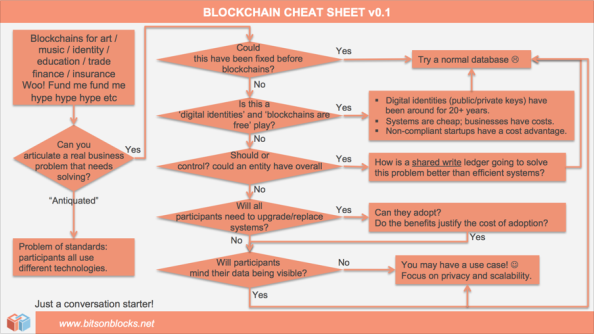 BLOCKCHAIN CHEAT SHEET v0.1
Blockchains for art /
music / identity /
education / trade
finance / insurance
Woo! Fund me fund me
hype hype hype etc
Can you
articulate a real business
problem that needs
solving?
Yes
"Antiquated"
Problem of standards:
participants all use
different technologies.
Could
this have been fixed before
blockchains?
Yes
Try a normal database ☹
No
Is this a
'digital identities' and 'blockchains are
free' play?
Yes
• Digital identities (public/private keys) have
been around for 20+ years.
• Systems are cheap; businesses have costs.
• Non-compliant startups have a cost advantage.
No
Should or
could an entity have overall
control?
Yes
How is a shared write ledger going to solve
this problem better than efficient systems?
No
Will all
participants need to upgrade/replace
systems?
Yes
Can they adopt?
Do the benefits justify the cost of adoption?
No
Yes
Will participants
mind their data being visible?
No
You may have a use case! ☺
Focus on privacy and scalability.
Yes
Just a conversation starter!
www.bitsonblocks.net